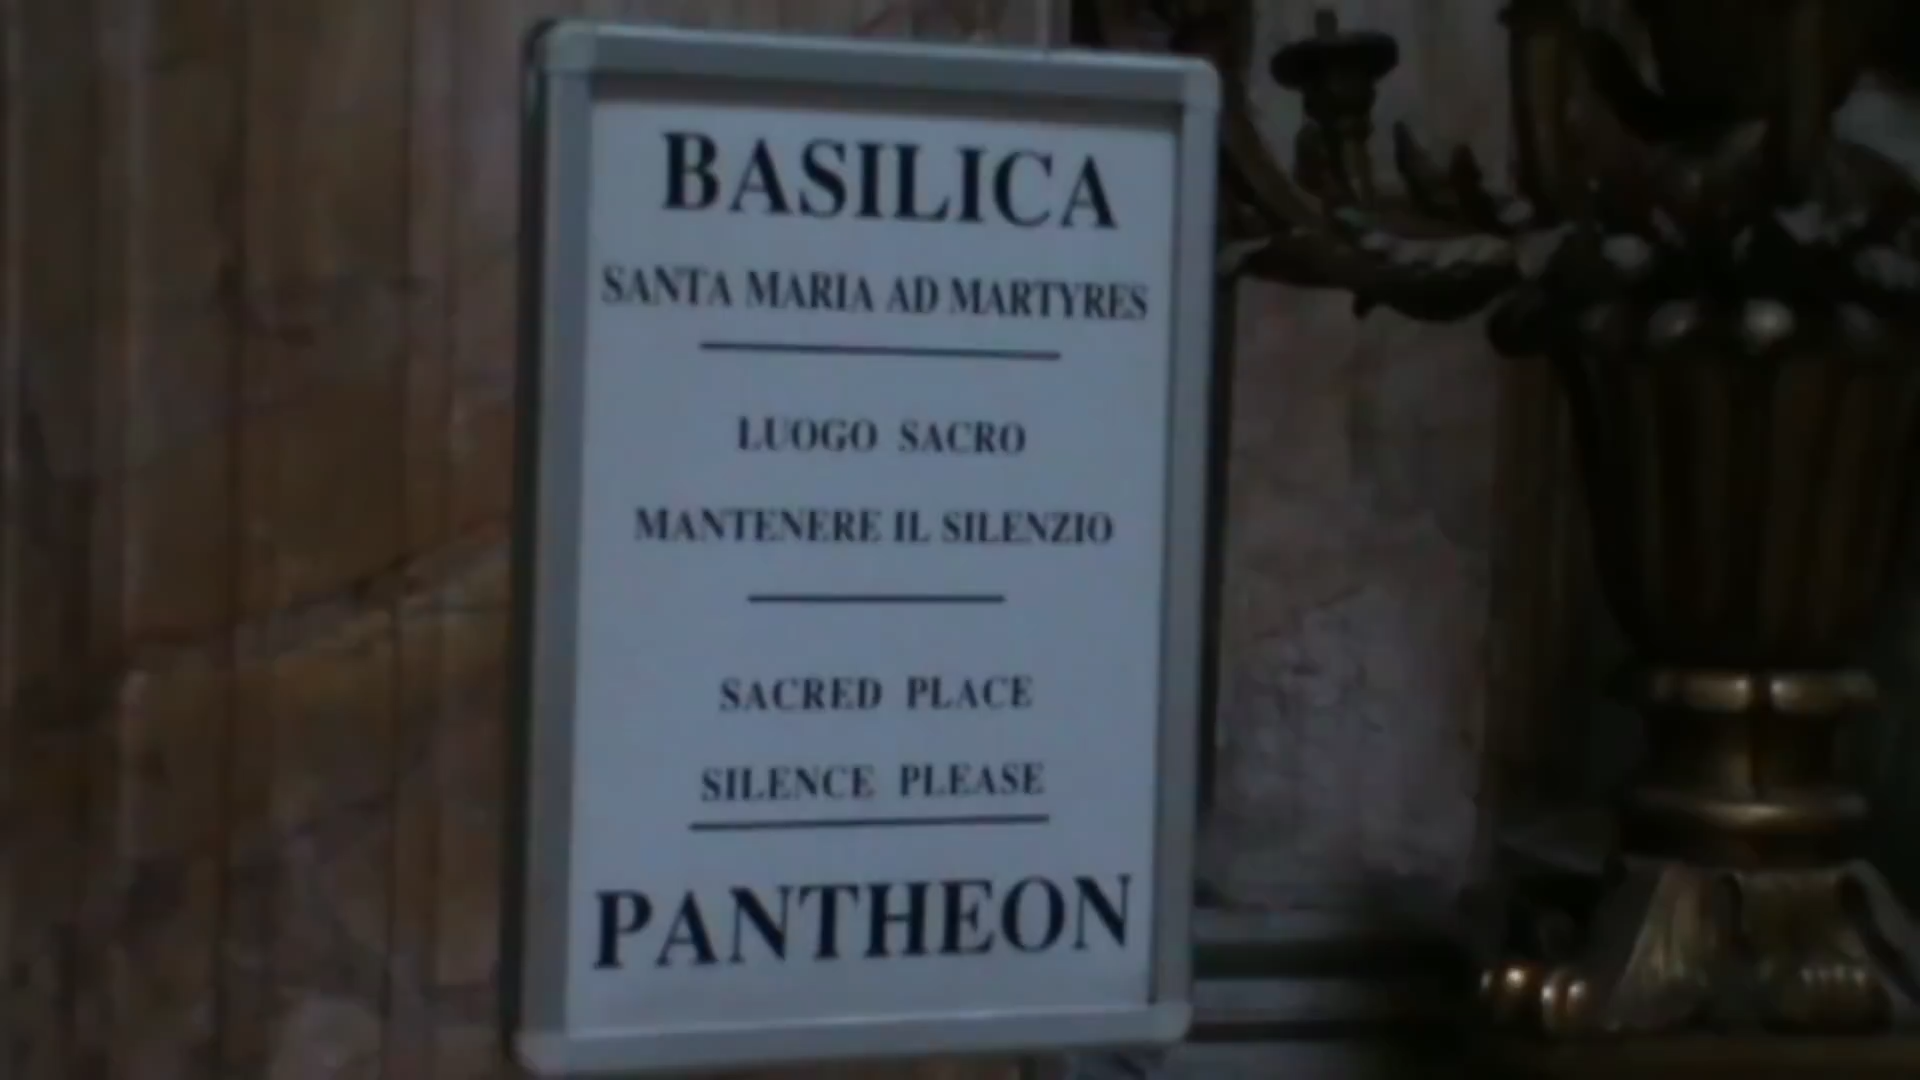 BASILICA
SANTA MARIA AD MARTYRES
LUOGO SACRO
MANTENERE IL SILENZIO
SACRED PLACE
SILENCE PLEASE
PANTHEON